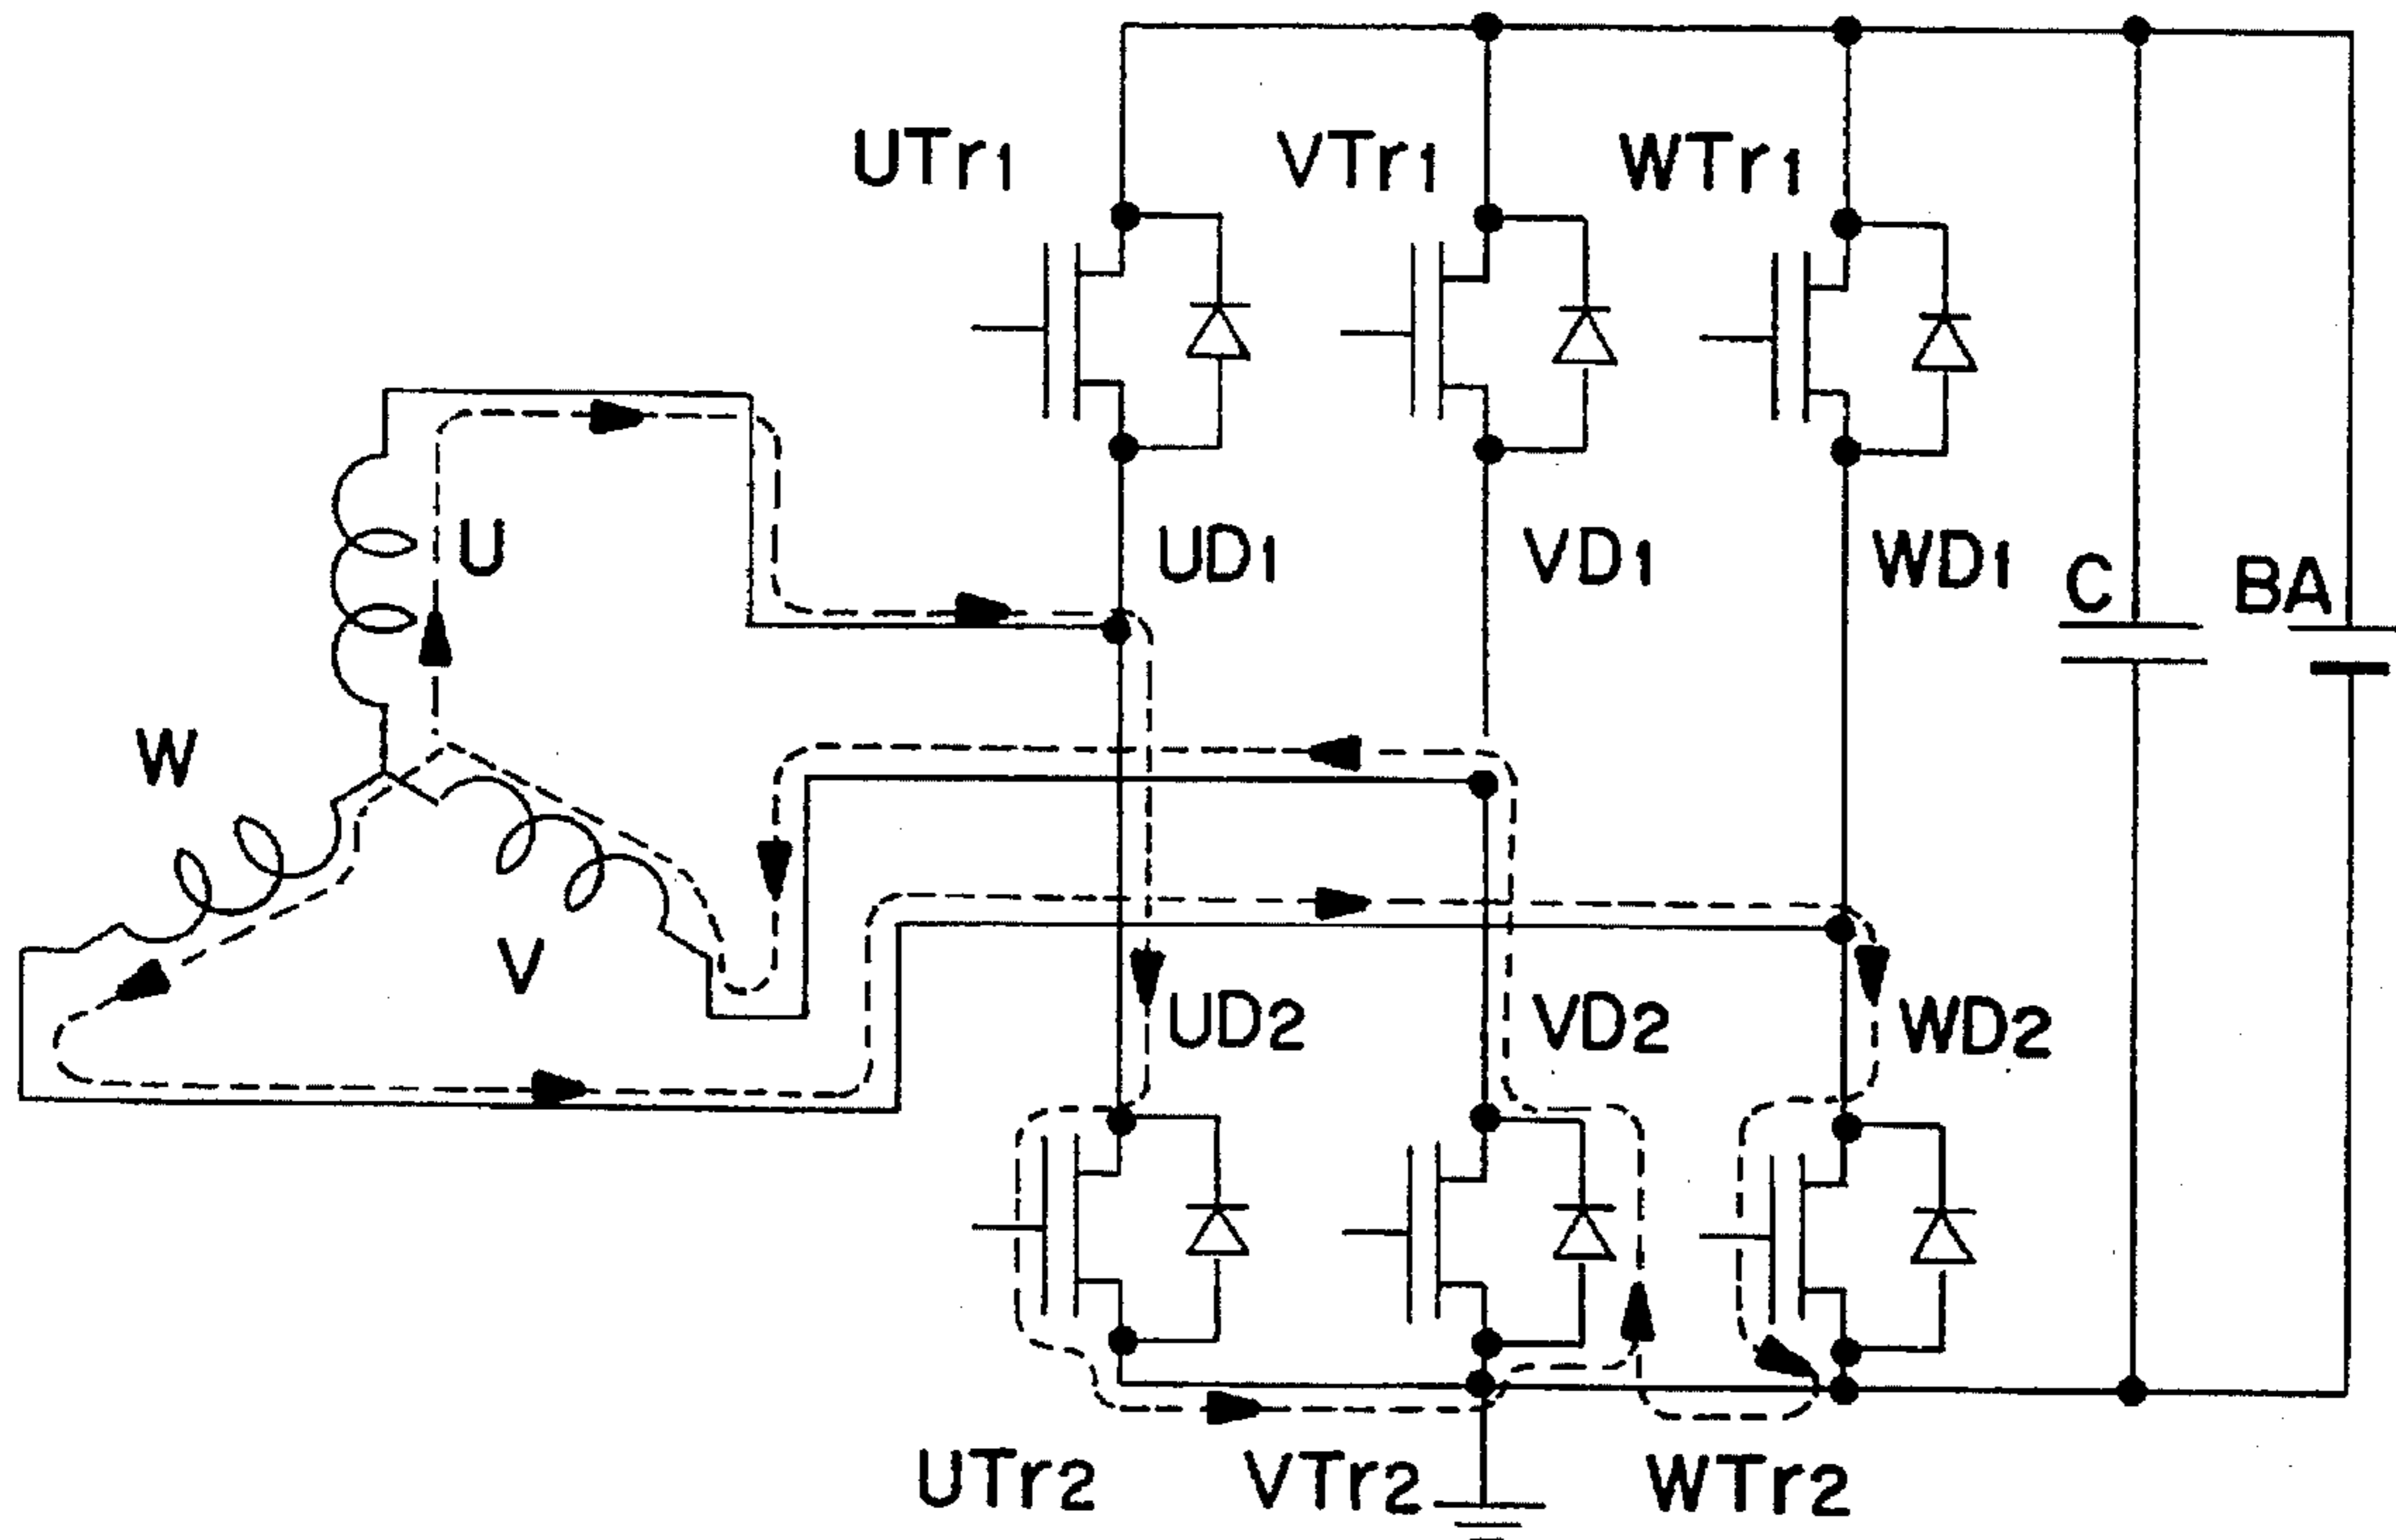 UTr1 VTr1 WTr1
U UD1 VD1 WD1 C BA
W
V UD2 VD2 WD2
UTr2 VTr2 WTr2